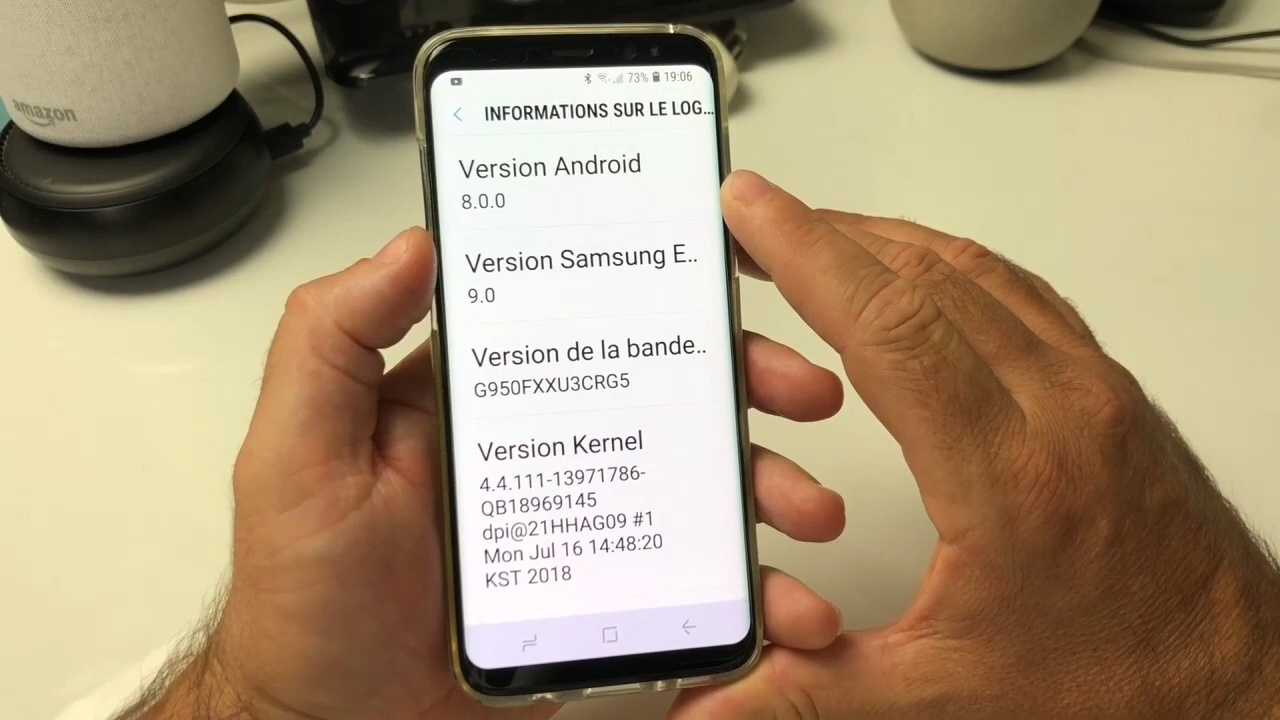 amazon
73% 19:06
INFORMATIONS SUR LE LOG...
Version Android
8.0.0
Version Samsung E..
9.0
Version de la bande..
G950FXXU3CRG5
Version Kernel
4.4.111-13971786-
QB18969145
dpi@21HHAG09 #1
Mon Jul 16 14:48:20
KST 2018